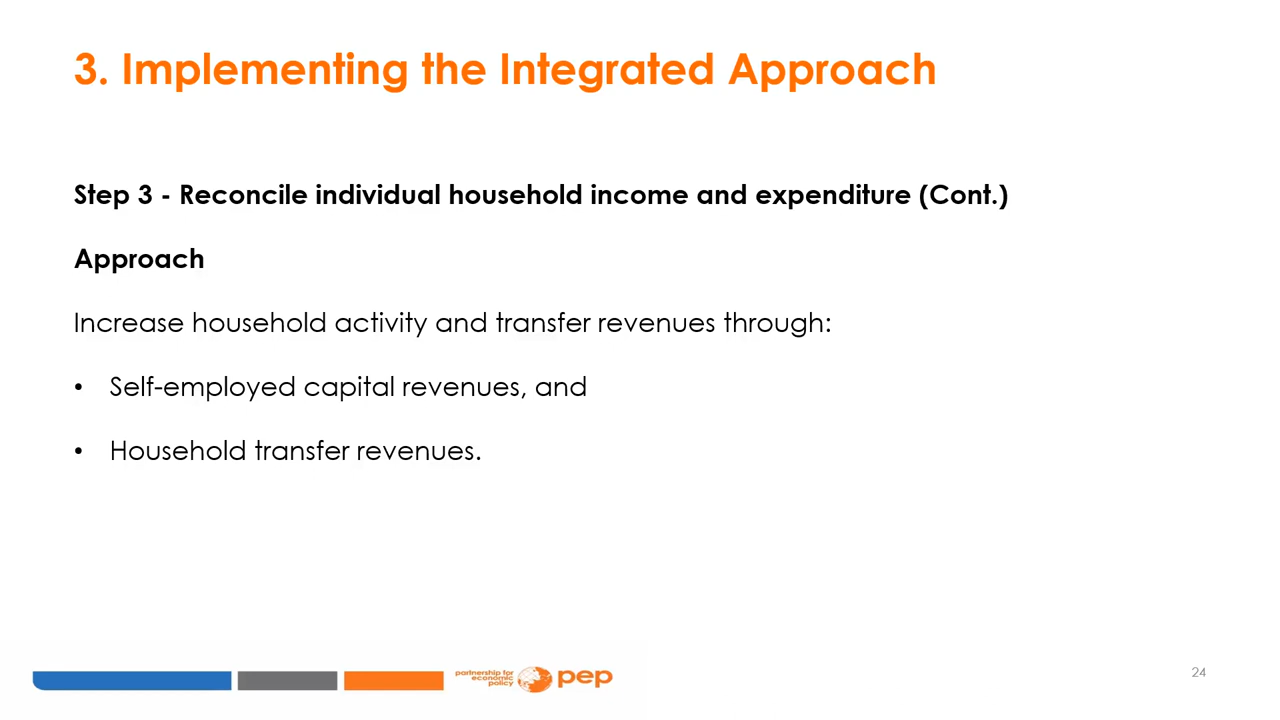 3. Implementing the Integrated Approach
Step 3 - Reconcile individual household income and expenditure (Cont.)
Approach
Increase household activity and transfer revenues through:
• Self-employed capital revenues, and
• Household transfer revenues.
partnership for
economic
policy
pep
24